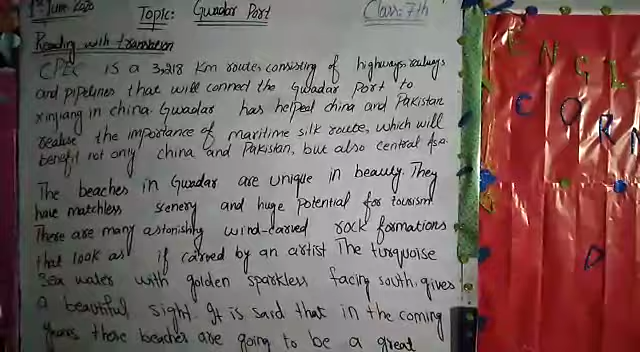 1st June 2020
Topic: Gwadar Port
Class: 7th
Reading with translation
CPEC is a 3,218 Km route, consisting of highways, railways
and pipelines that will connect the Gwadar Port to
xinjiang in china. Gwadar has helped china and Pakistan
realise the importance of maritime silk route, which will
benefit not only china and Pakistan, but also central Asia.
The beaches in Gwadar are unique in beauty. They
have matchless scenery and huge potential for tourism
There are many astonishing wind-carved rock formations
that look as if carved by an artist The turquoise
Sea water with golden sparkless facing south, gives
a beautiful sight. It is said that in the coming
years these beaches are going to be a great
ENGL
CORN
D